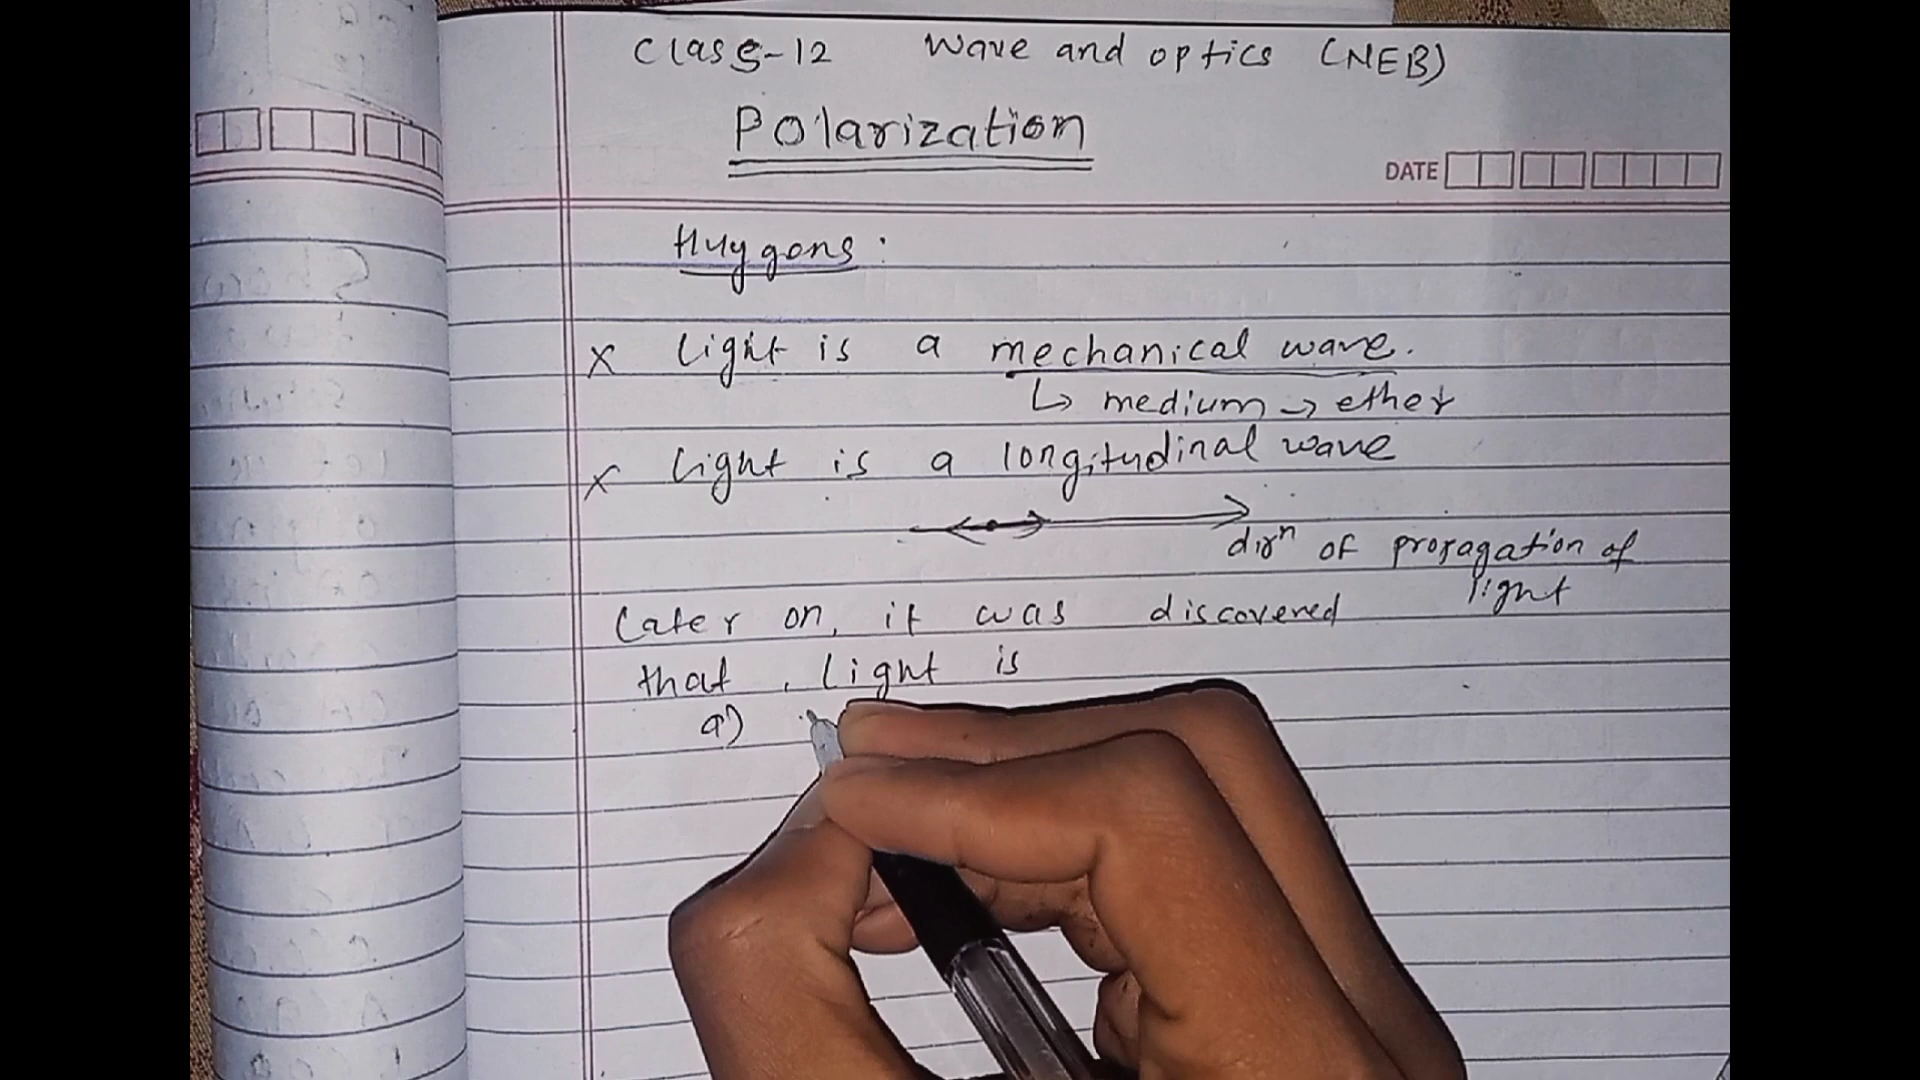 Class-12 Wave and optics (NEB)
Polarization
DATE
Huygens:
x Light is a mechanical wave.
↳ medium → ether
x Light is a longitudinal wave
dirⁿ of propagation of
light
Later on, it was discovered
that, Light is
a)